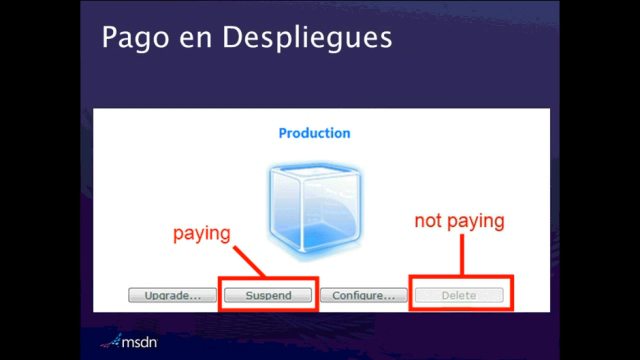 Pago en Despliegues
Production
paying
not paying
Upgrade...
Suspend
Configure...
Delete
msdn